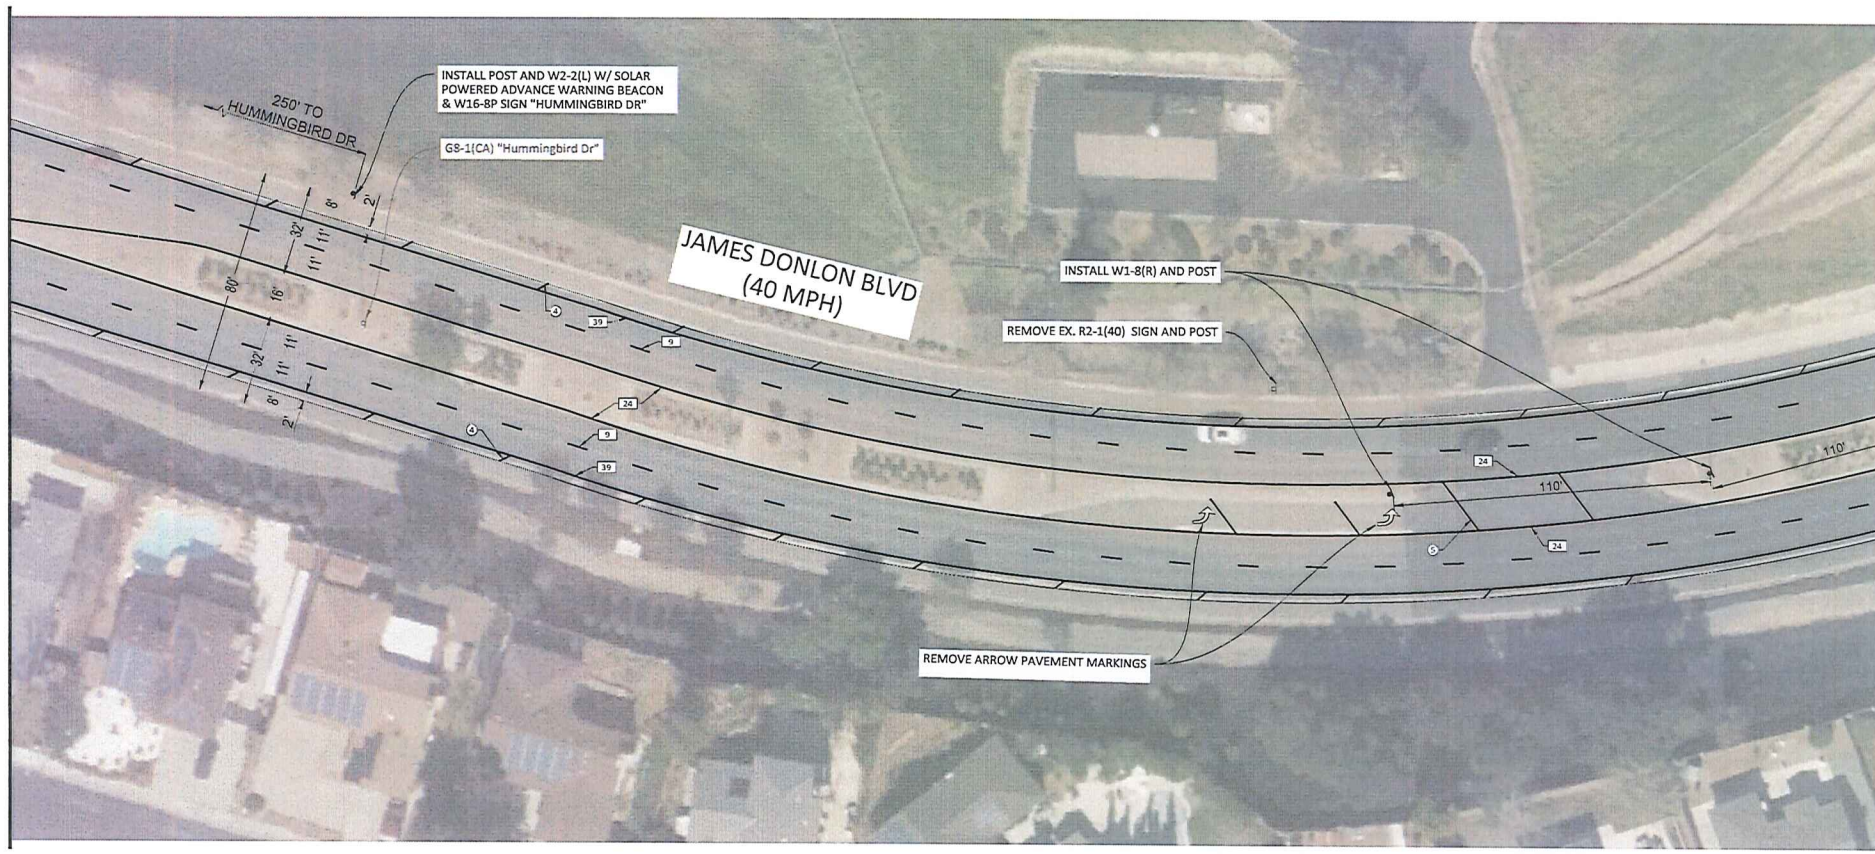 INSTALL POST AND W2-2(L) W/ SOLAR
POWERED ADVANCE WARNING BEACON
& W16-8P SIGN "HUMMINGBIRD DR"
250' TO
HUMMINGBIRD DR
G8-1(CA) "Hummingbird Dr"
8'
2'
32'
11'
11'
80'
16'
32'
11'
11'
8'
2'
JAMES DONLON BLVD
(40 MPH)
4
39
9
24
9
4
39
INSTALL W1-8(R) AND POST
REMOVE EX. R2-1(40) SIGN AND POST
24
110'
110'
5
24
REMOVE ARROW PAVEMENT MARKINGS